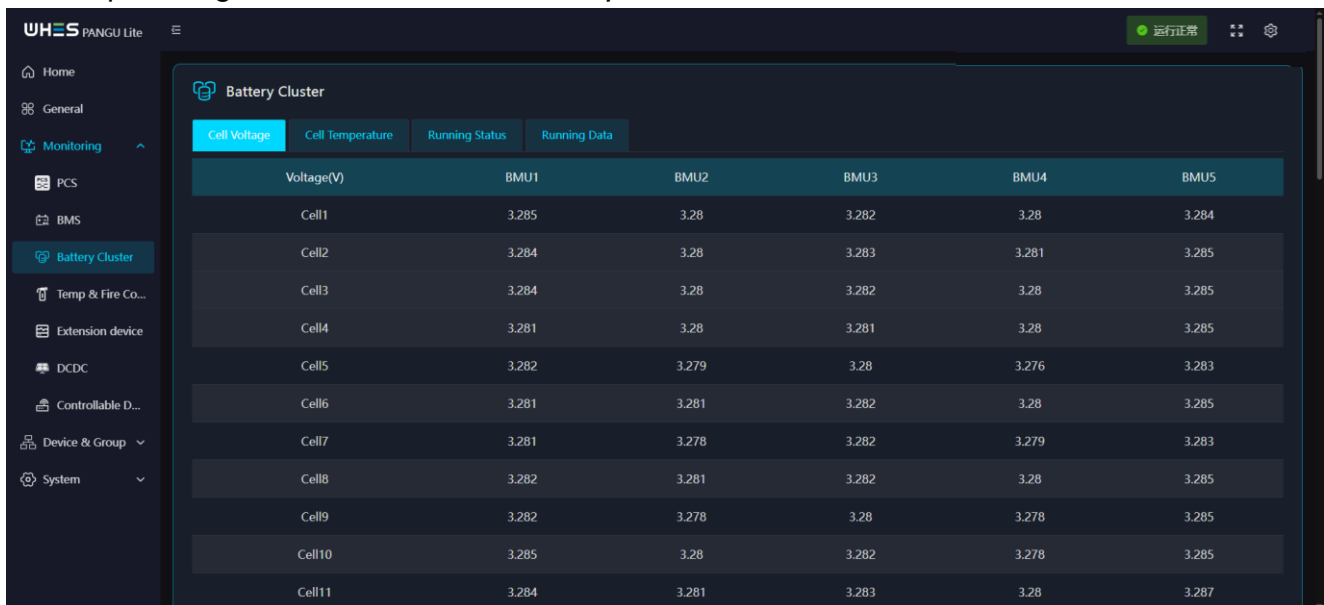 WHES PANGU Lite
运行正常
Home
General
Monitoring
PCS
BMS
Battery Cluster
Temp & Fire Co...
Extension device
DCDC
Controllable D...
Device & Group
System
Battery Cluster
Cell Voltage Cell Temperature Running Status Running Data
Voltage(V) BMU1 BMU2 BMU3 BMU4 BMU5
Cell1 3.285 3.28 3.282 3.28 3.284
Cell2 3.284 3.28 3.283 3.281 3.285
Cell3 3.284 3.28 3.282 3.28 3.285
Cell4 3.281 3.28 3.281 3.28 3.285
Cell5 3.282 3.279 3.28 3.276 3.283
Cell6 3.281 3.281 3.282 3.28 3.285
Cell7 3.281 3.278 3.282 3.279 3.283
Cell8 3.282 3.281 3.282 3.28 3.285
Cell9 3.282 3.278 3.28 3.278 3.285
Cell10 3.285 3.28 3.282 3.278 3.285
Cell11 3.284 3.281 3.283 3.28 3.287